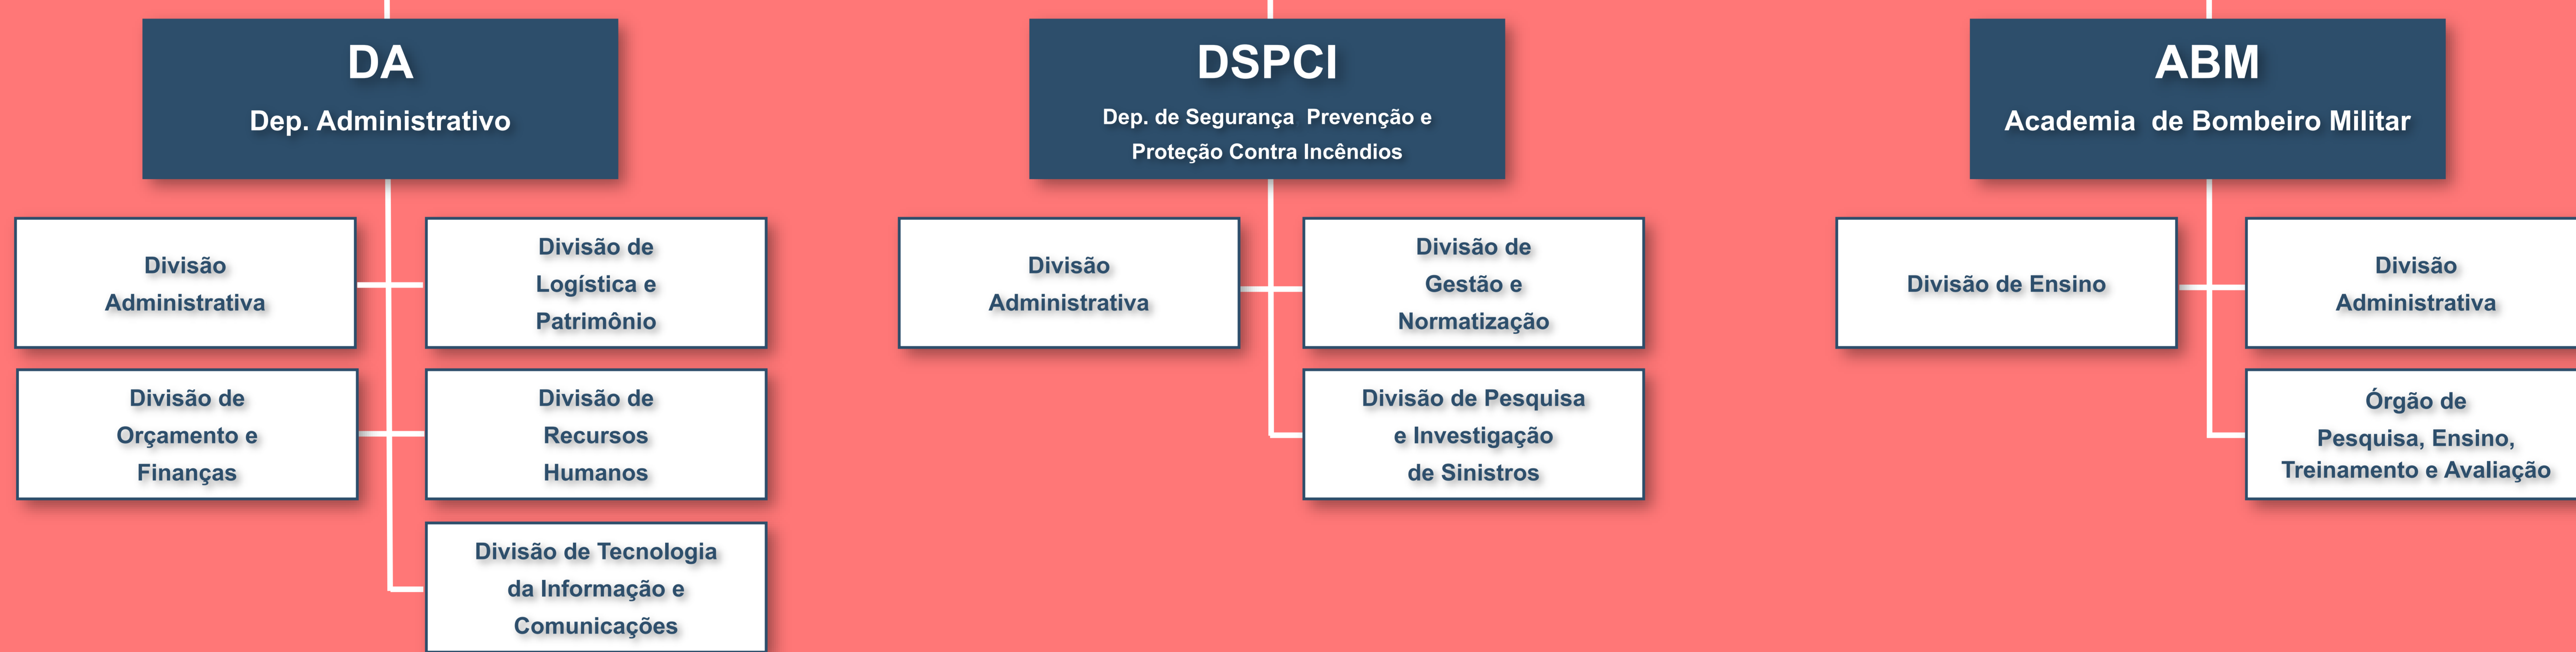 DA
Dep. Administrativo
Divisão
Administrativa
Divisão de
Logística e
Patrimônio
Divisão de
Orçamento e
Finanças
Divisão de
Recursos
Humanos
Divisão de Tecnologia
da Informação e
Comunicações
DSPCI
Dep. de Segurança  Prevenção e
Proteção Contra Incêndios
Divisão
Administrativa
Divisão de
Gestão e
Normatização
Divisão de Pesquisa
e Investigação
de Sinistros
ABM
Academia  de Bombeiro Militar
Divisão de Ensino
Divisão
Administrativa
Órgão de
Pesquisa, Ensino,
Treinamento e Avaliação